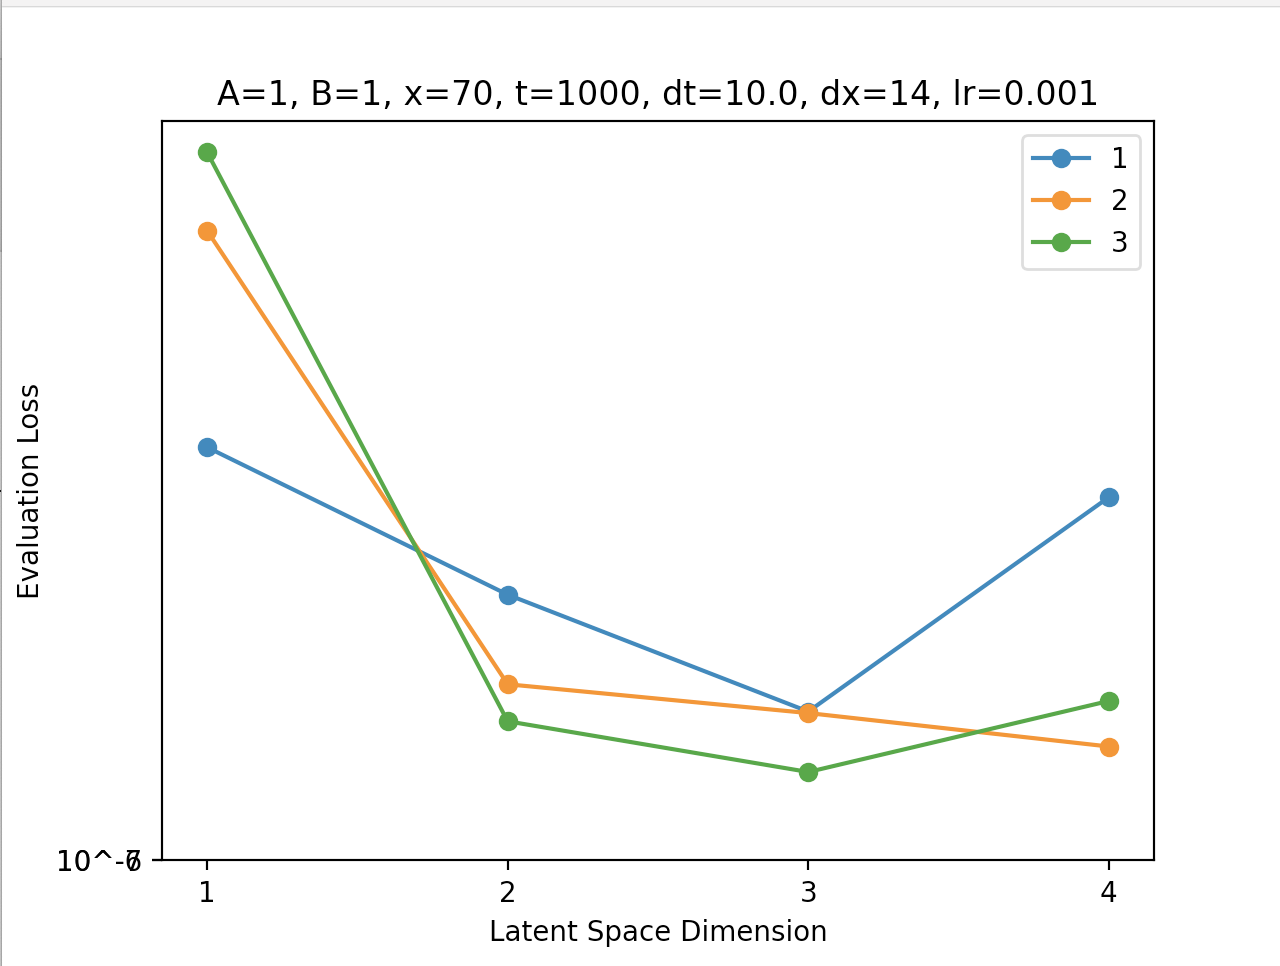 A=1, B=1, x=70, t=1000, dt=10.0, dx=14, lr=0.001
1
2
3
Evaluation Loss
1
2
3
4
Latent Space Dimension